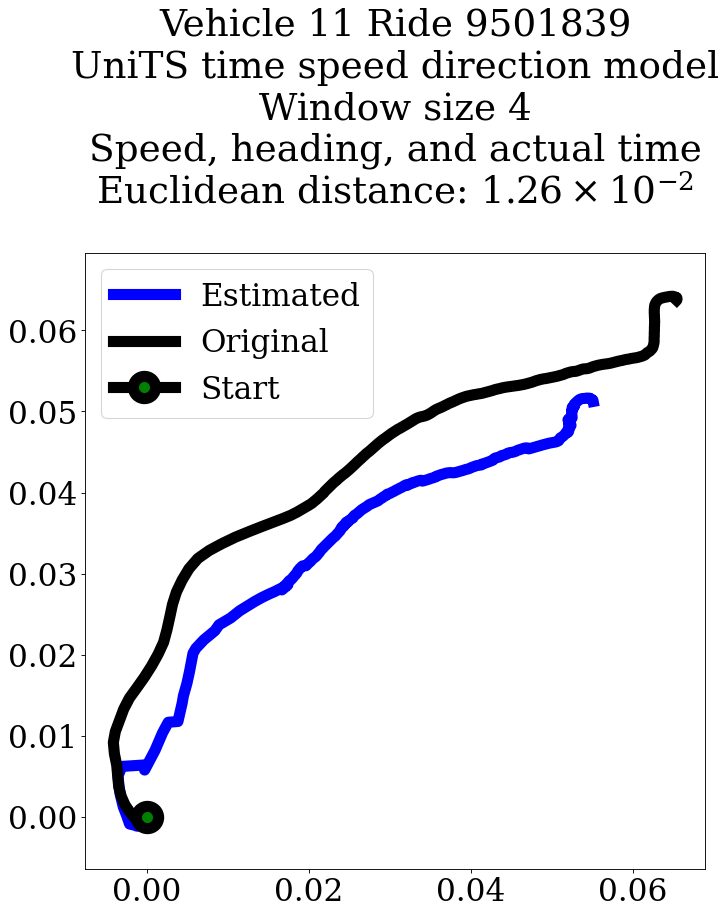 Vehicle 11 Ride 9501839
UniTS time speed direction model
Window size 4
Speed, heading, and actual time
Euclidean distance: 1.26 × 10⁻²
Estimated
Original
Start
0.06
0.05
0.04
0.03
0.02
0.01
0.00
0.00 0.02 0.04 0.06